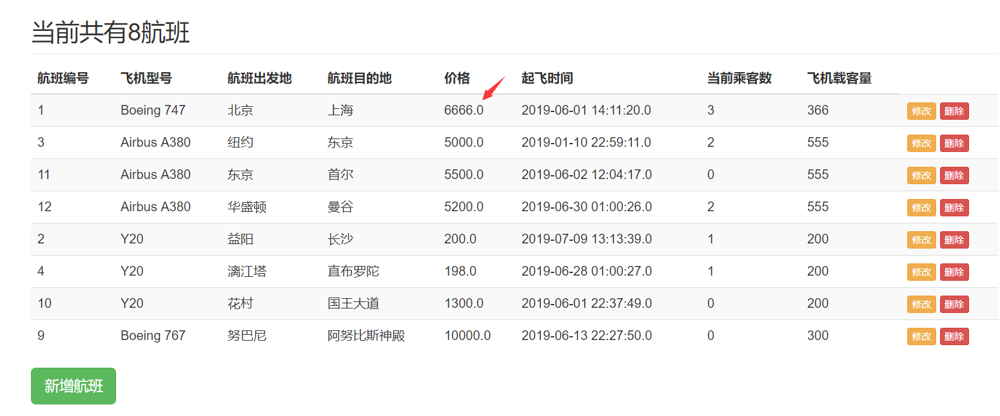 当前共有8航班
航班编号 飞机型号 航班出发地 航班目的地 价格 起飞时间 当前乘客数 飞机载客量
1 Boeing 747 北京 上海 6666.0 2019-06-01 14:11:20.0 3 366 修改 删除
3 Airbus A380 纽约 东京 5000.0 2019-01-10 22:59:11.0 2 555 修改 删除
11 Airbus A380 东京 首尔 5500.0 2019-06-02 12:04:17.0 0 555 修改 删除
12 Airbus A380 华盛顿 曼谷 5200.0 2019-06-30 01:00:26.0 2 555 修改 删除
2 Y20 益阳 长沙 200.0 2019-07-09 13:13:39.0 1 200 修改 删除
4 Y20 漓江塔 直布罗陀 198.0 2019-06-28 01:00:27.0 1 200 修改 删除
10 Y20 花村 国王大道 1300.0 2019-06-01 22:37:49.0 0 200 修改 删除
9 Boeing 767 努巴尼 阿努比斯神殿 10000.0 2019-06-13 22:27:50.0 0 300 修改 删除
新增航班